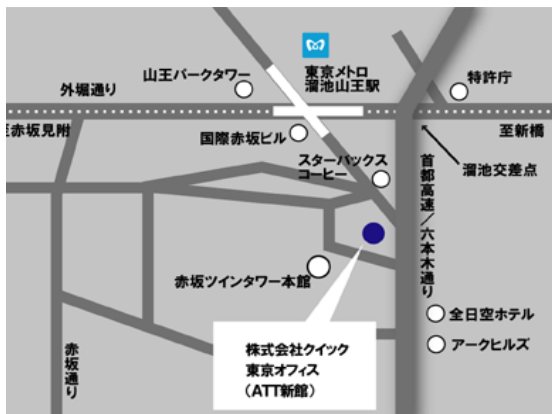 山王パークタワー
東京メトロ
溜池山王駅
特許庁
外堀通り
至赤坂見附
国際赤坂ビル
至新橋
スターバックス
コーヒー
溜池交差点
首都高速／六本木通り
赤坂ツインタワー本館
全日空ホテル
アークヒルズ
赤坂通り
株式会社クイック
東京オフィス
（ATT新館）